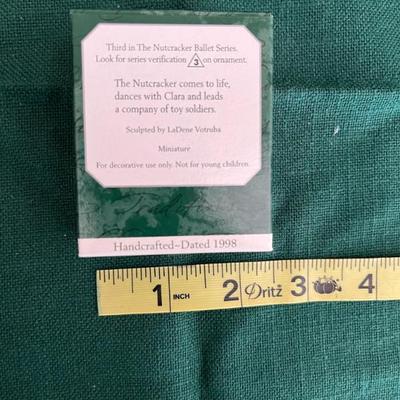 Third in The Nutcracker Ballet Series.
Look for series verification 3 on ornament.
The Nutcracker comes to life,
dances with Clara and leads
a company of toy soldiers.
Sculpted by LaDene Votruba
Miniature
For decorative use only. Not for young children.
Handcrafted~Dated 1998
1 INCH 2 Dritz 3 4